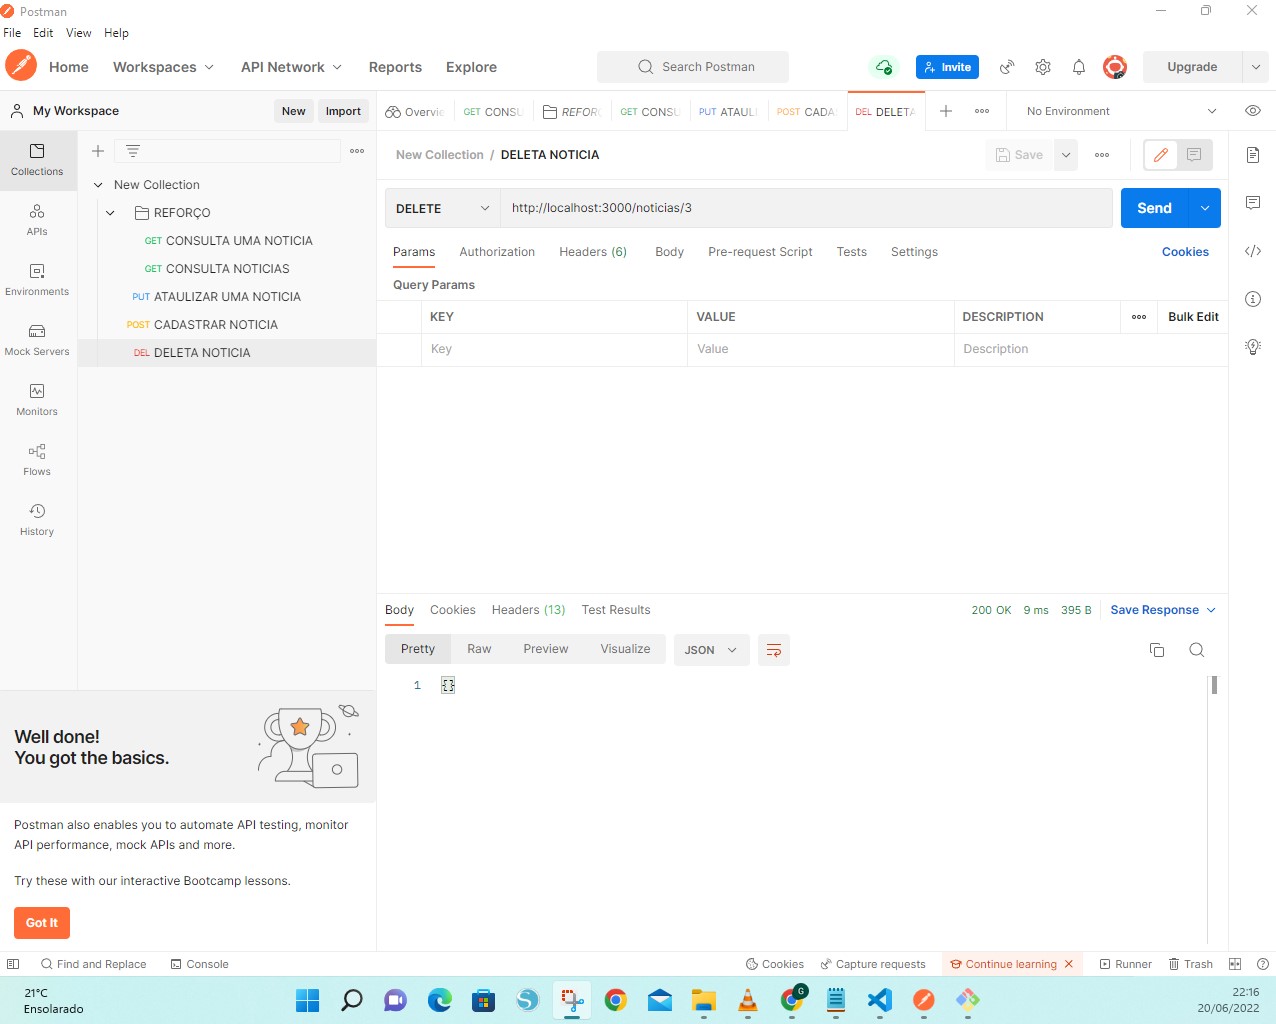 Postman
File Edit View Help
Home Workspaces API Network Reports Explore Search Postman Invite Upgrade
My Workspace New Import
Overvie GET CONSU REFOR GET CONSU PUT ATAUL POST CADA DEL DELETA No Environment
Collections
APIs
Environments
Mock Servers
Monitors
Flows
History
New Collection
REFORÇO
GET CONSULTA UMA NOTICIA
GET CONSULTA NOTICIAS
PUT ATAULIZAR UMA NOTICIA
POST CADASTRAR NOTICIA
DEL DELETA NOTICIA
New Collection / DELETA NOTICIA Save
DELETE http://localhost:3000/noticias/3 Send
Params Authorization Headers (6) Body Pre-request Script Tests Settings Cookies
Query Params
KEY VALUE DESCRIPTION Bulk Edit
Key Value Description
Body Cookies Headers (13) Test Results 200 OK 9 ms 395 B Save Response
Pretty Raw Preview Visualize JSON
1 {}
Well done!
You got the basics.
Postman also enables you to automate API testing, monitor
API performance, mock APIs and more.
Try these with our interactive Bootcamp lessons.
Got It
Find and Replace Console Cookies Capture requests Continue learning Runner Trash
21°C
Ensolarado
G
22:16
20/06/2022